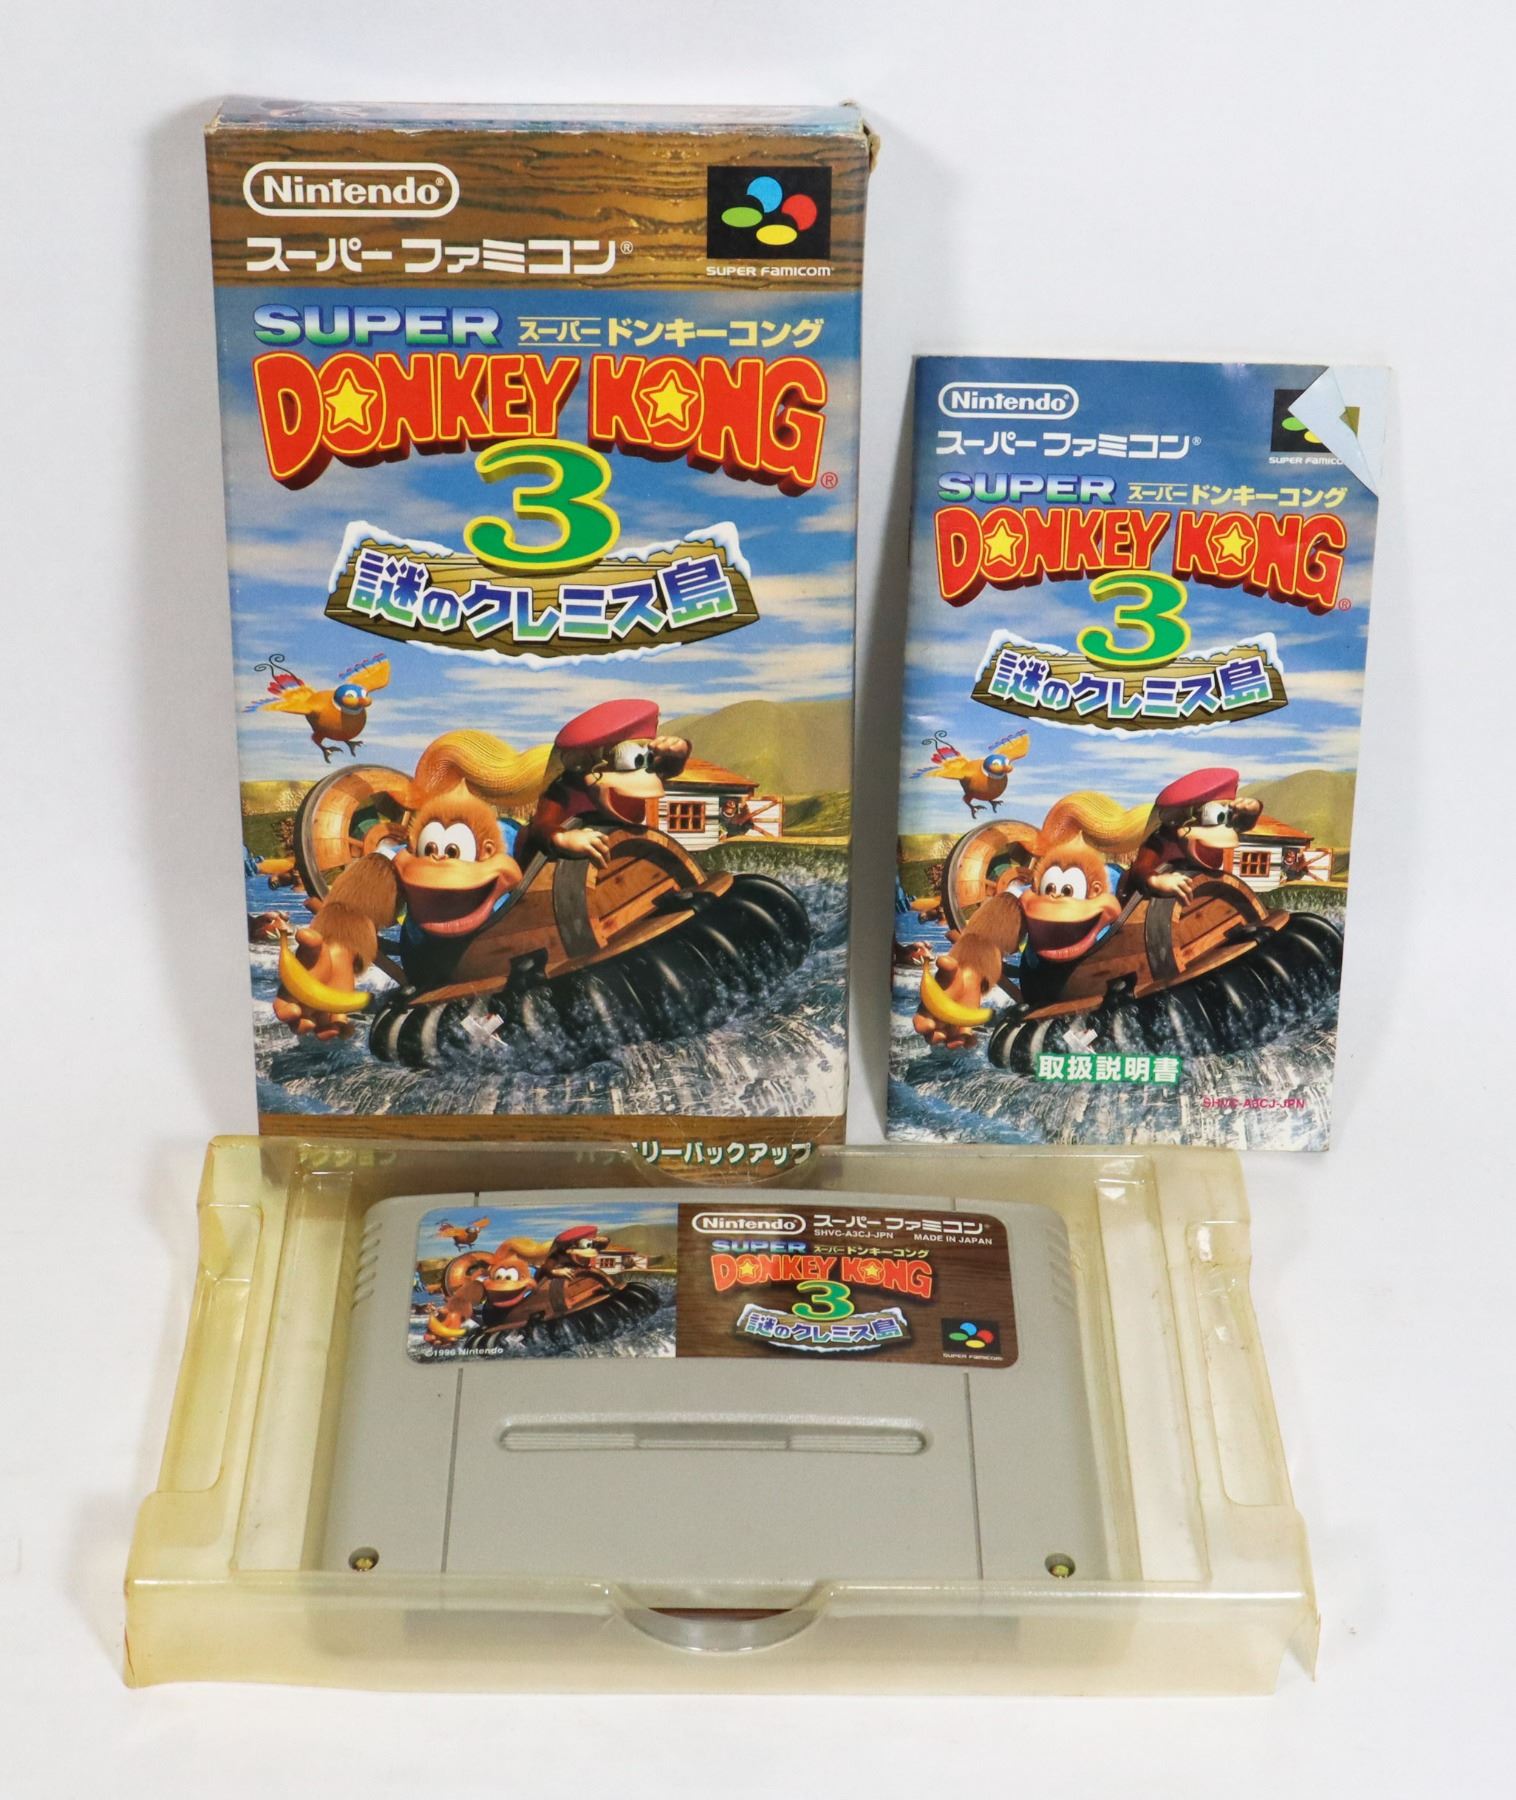 Nintendo®
スーパーファミコン®
SUPER FAMICOM
SUPER スーパードンキーコング
DONKEY KONG®
3
謎のクレミス島
リーバックアップ
Nintendo®
スーパーファミコン®
SUPER FAMICO
SUPER スーパードンキーコング
DONKEY KONG®
3
謎のクレミス島
取扱説明書
SHVC-A3CJ-JPN
Nintendo® スーパーファミコン®
SHVC-A3CJ-JPN MADE IN JAPAN
SUPER スーパードンキーコング
DONKEY KONG
3
謎のクレミス島
SUPER FAMICOM
©1996 Nintendo